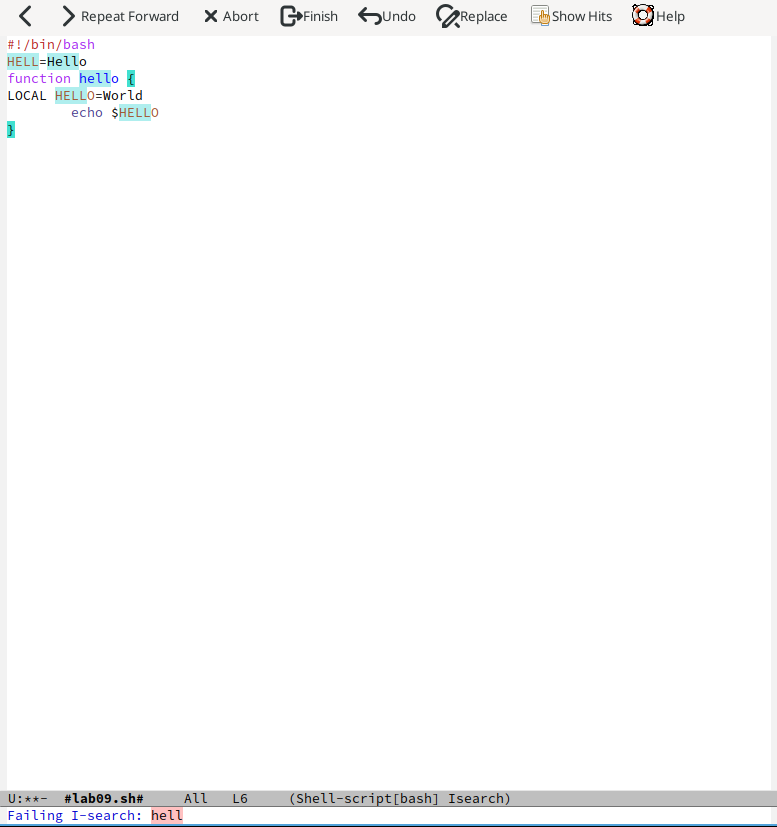 Repeat Forward Abort Finish Undo Replace Show Hits Help
#!/bin/bash
HELL=Hello
function hello {
LOCAL HELLO=World
        echo $HELLO
}
U:**-  #lab09.sh#     All   L6     (Shell-script[bash] Isearch)
Failing I-search: hell